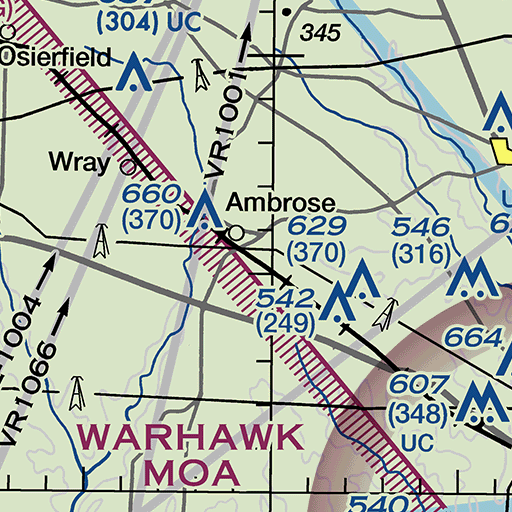 (304) UC
345
Osierfield
VR1001
Wray
660
(370)
Ambrose
629
(370)
546
(316)
542
(249)
664
1004
VR1066
607
(348)
UC
WARHAWK
MOA
540